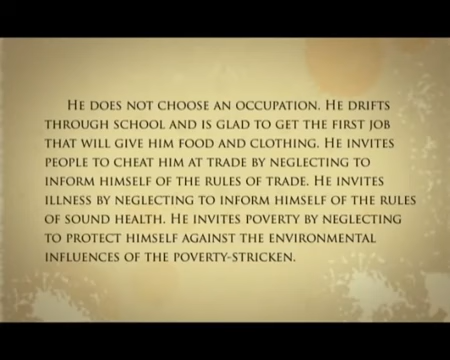 He does not choose an occupation. He drifts
through school and is glad to get the first job
that will give him food and clothing. He invites
people to cheat him at trade by neglecting to
inform himself of the rules of trade. He invites
illness by neglecting to inform himself of the rules
of sound health. He invites poverty by neglecting
to protect himself against the environmental
influences of the poverty-stricken.